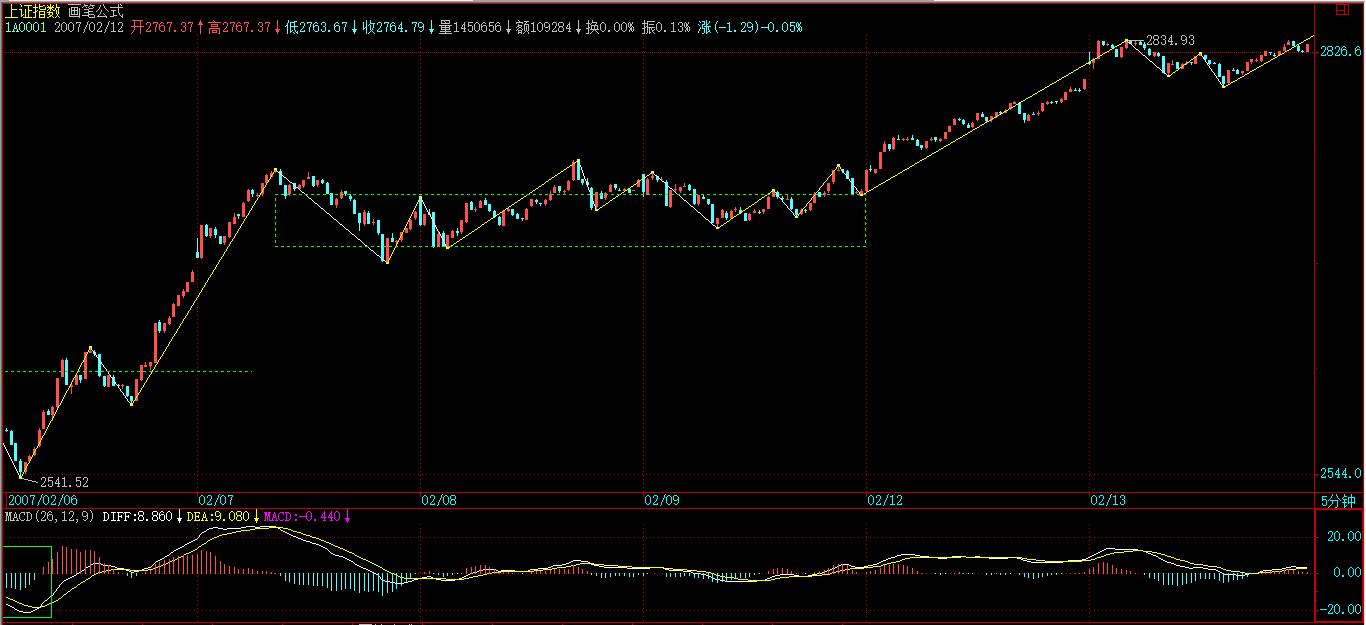 上证指数 画笔公式
1A0001 2007/02/12 开2767.37↑高2767.37↓低2763.67↓收2764.79↓量1450656↓额109284↓换0.00% 振0.13% 涨(-1.29)-0.05%
2834.93
2826.6
2544.0
2541.52
2007/02/06 02/07 02/08 02/09 02/12 02/13 5分钟
MACD(26,12,9) DIFF:8.860↓DEA:9.080↓MACD:-0.440↓
20.00
0.00
-20.00